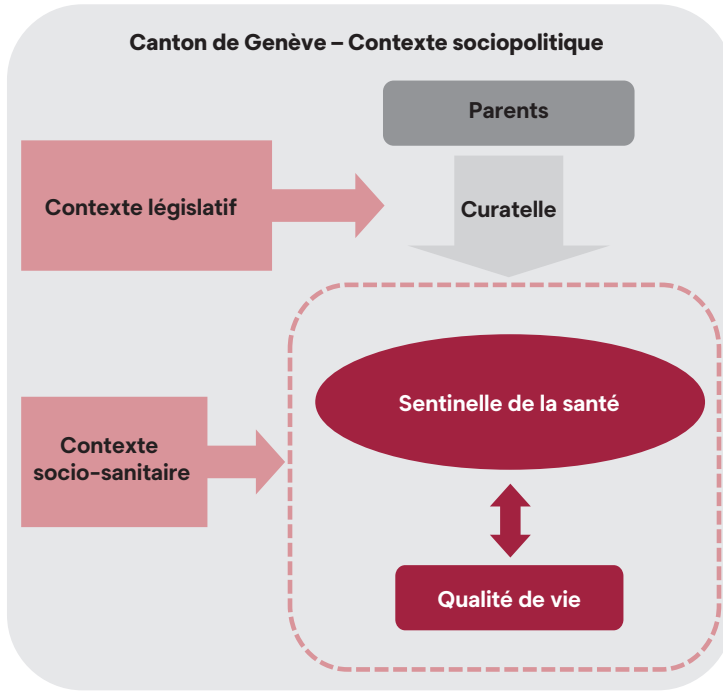 Canton de Genève – Contexte sociopolitique
Parents
Contexte législatif
Curatelle
Sentinelle de la santé
Contexte
socio-sanitaire
Qualité de vie